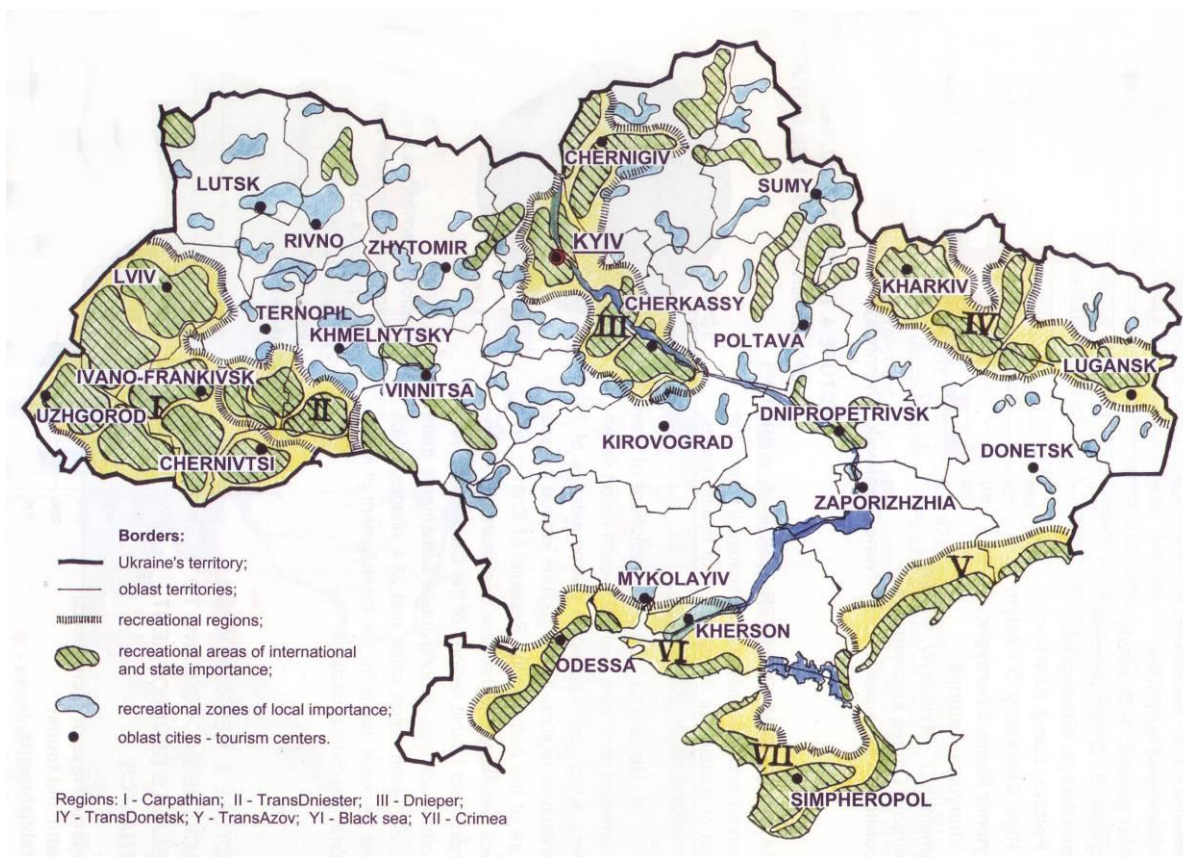 CHERNIGIV
LUTSK
SUMY
RIVNO
ZHYTOMIR
KYIV
LVIV
KHARKIV
CHERKASSY
TERNOPIL
KHMELNYTSKY
III
IV
POLTAVA
LUGANSK
IVANO-FRANKIVSK
VINNITSA
I
II
UZHGOROD
DNIPROPETRIVSK
KIROVOGRAD
CHERNIVTSI
DONETSK
ZAPORIZHZHIA
Borders:
Ukraine's territory;
oblast territories;
recreational regions;
recreational areas of international
and state importance;
recreational zones of local importance;
oblast cities - tourism centers.
V
MYKOLAYIV
KHERSON
VI
ODESSA
VII
SIMPHEROPOL
Regions: I - Carpathian; II - TransDniester; III - Dnieper;
IY - TransDonetsk; Y - TransAzov; YI - Black sea; YII - Crimea